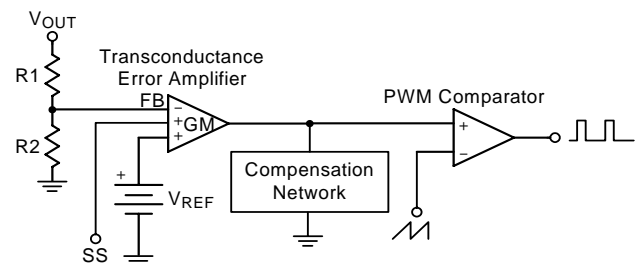 VOUT
R1
R2
Transconductance
Error Amplifier
FB
−
+
+
GM
+
VREF
SS
Compensation
Network
PWM Comparator
+
−